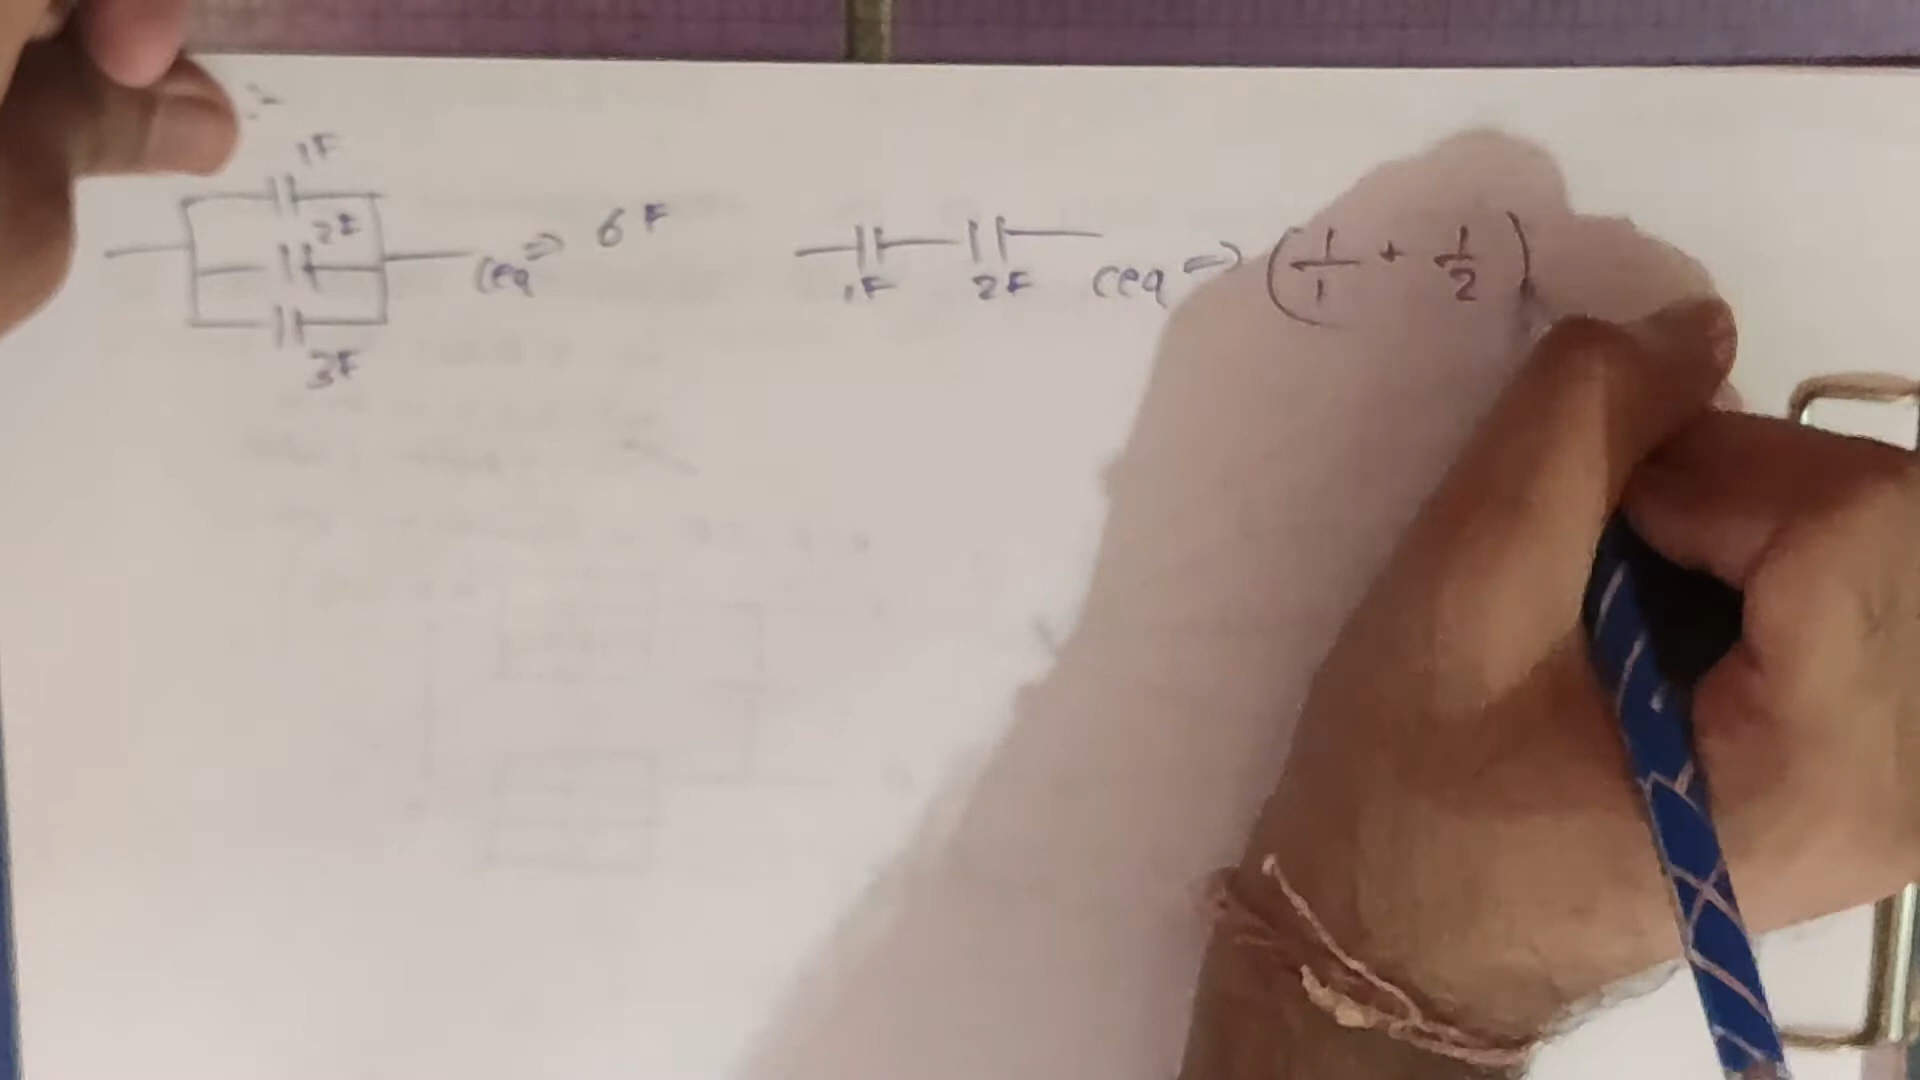 1F
2F
3F
Ceq ⇒ 6F
1F 2F Ceq ⇒ (1/1 + 1/2)